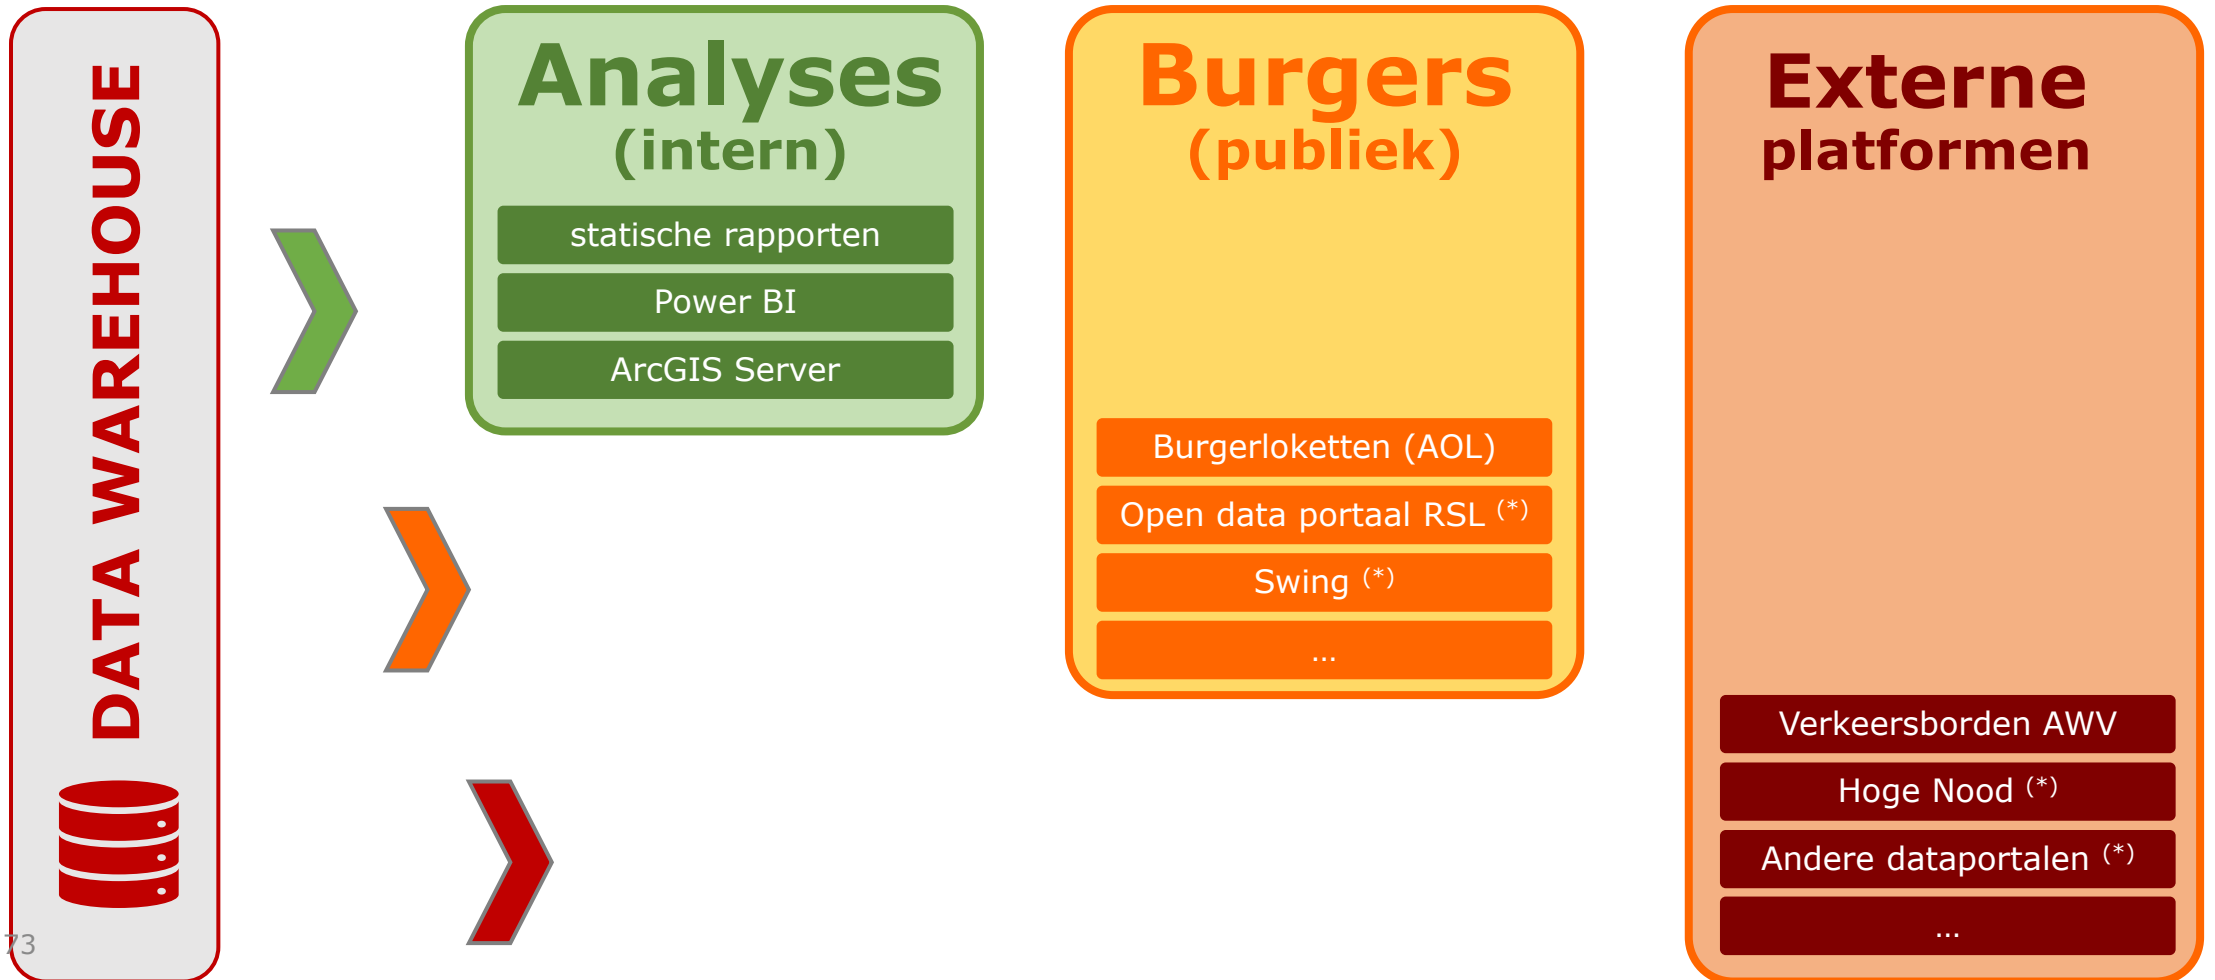 DATA WAREHOUSE
73
Analyses
(intern)
statische rapporten
Power BI
ArcGIS Server
Burgers
(publiek)
Burgerloketten (AOL)
Open data portaal RSL (*)
Swing (*)
...
Externe
platformen
Verkeersborden AWV
Hoge Nood (*)
Andere dataportalen (*)
...